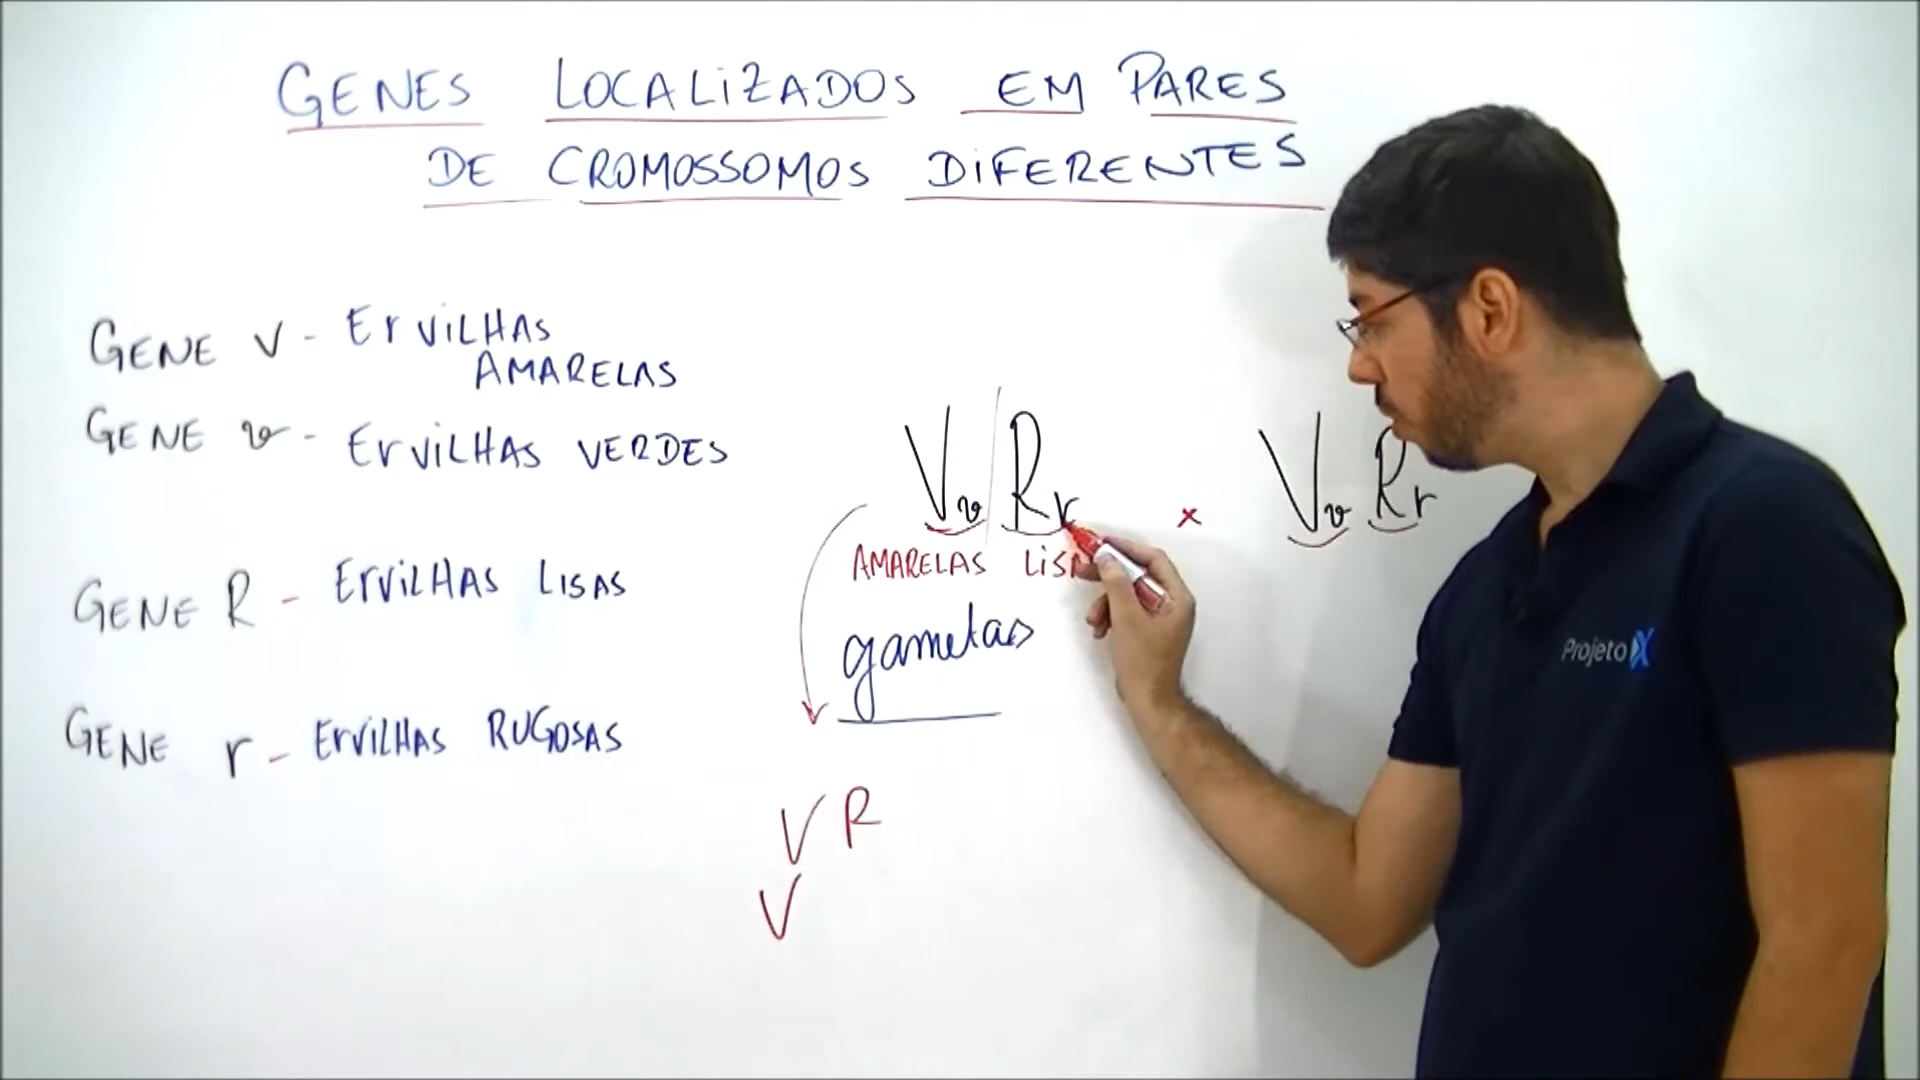 GENES LOCALIZADOS EM PARES
DE CROMOSSOMOS DIFERENTES
GENE V - ErVILHAS
AMARELAS
GENE v - ErVILHAS VERDES
GENE R - ErVILHAS LISAS
GENE r - ErVILHAS RUGOSAS
Vv Rr x Vv Rr
AMARELAS LIS
gametas
V R
V
Projeto X